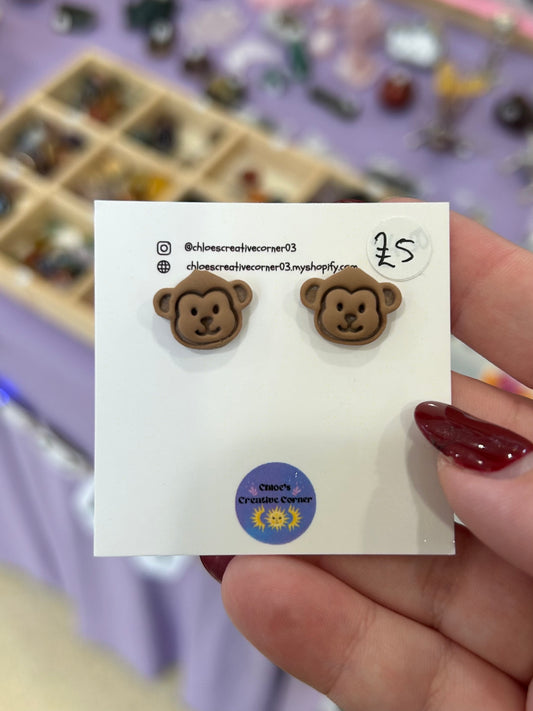 @chloescreativecorner03
chloescreativecorner03.myshopify.com
£5
Chloe's
Creative Corner